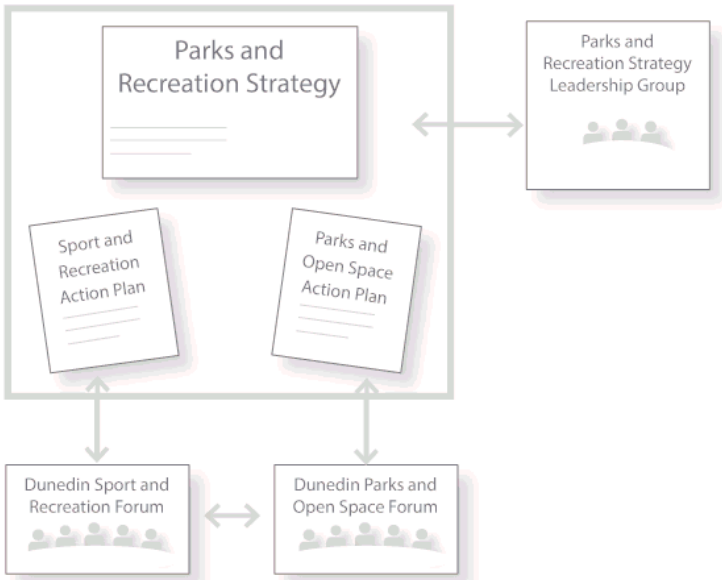 Parks and
Recreation Strategy
Parks and
Recreation Strategy
Leadership Group
Sport and
Recreation
Action Plan
Parks and
Open Space
Action Plan
Dunedin Sport and
Recreation Forum
Dunedin Parks and
Open Space Forum